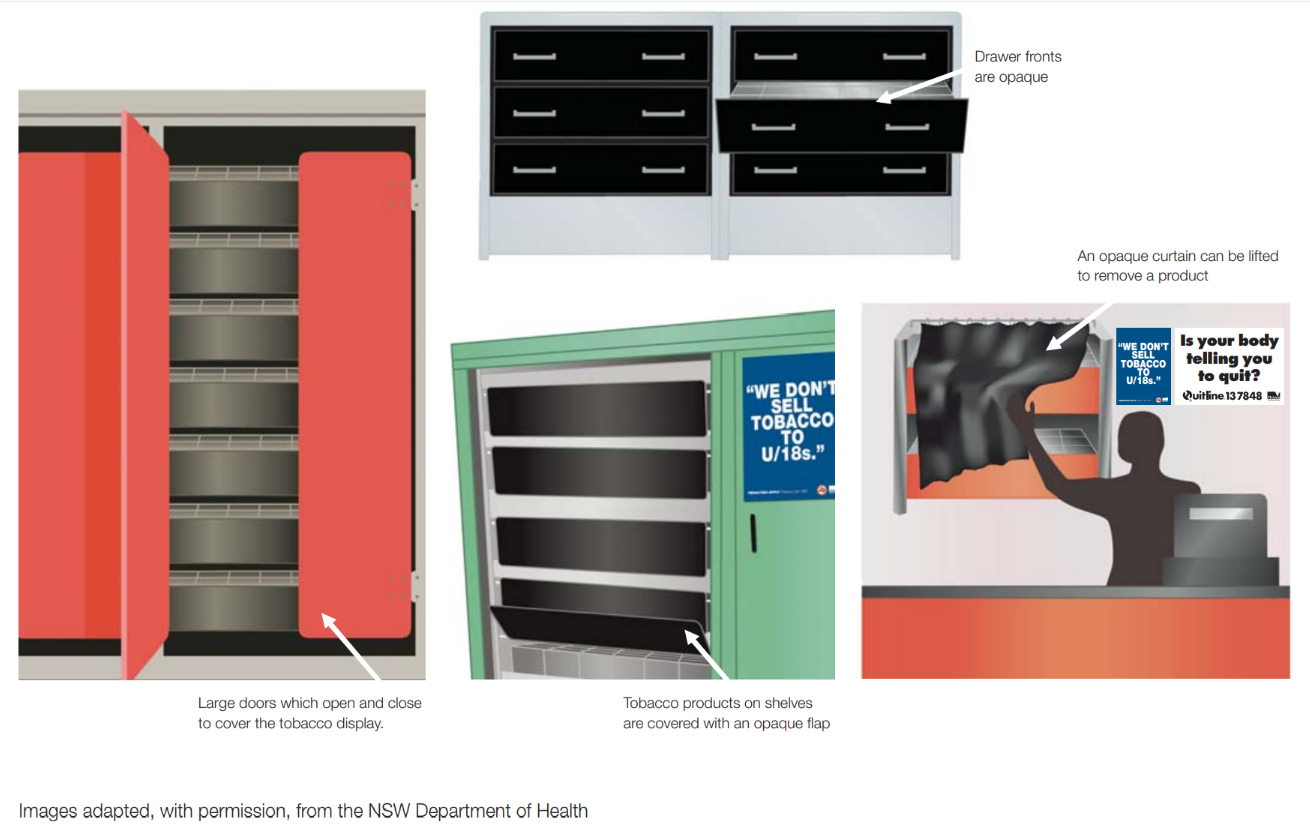 Drawer fronts
are opaque
An opaque curtain can be lifted
to remove a product
"WE DON'T
SELL
TOBACCO
TO
U/18s."
Is your body
telling you
to quit?
Quitline 137848
"WE DON'T
SELL
TOBACCO
TO
U/18s."
Large doors which open and close
to cover the tobacco display.
Tobacco products on shelves
are covered with an opaque flap
Images adapted, with permission, from the NSW Department of Health